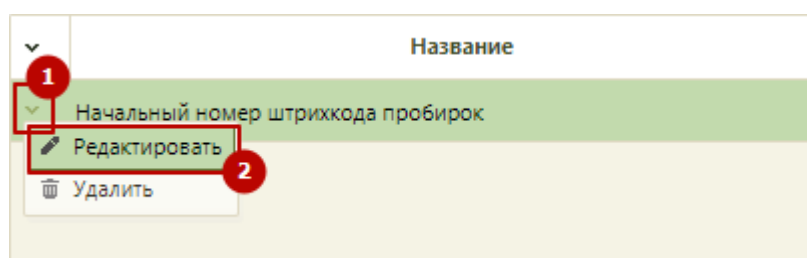 Название
1
Начальный номер штрихкода пробирок
Редактировать
2
Удалить